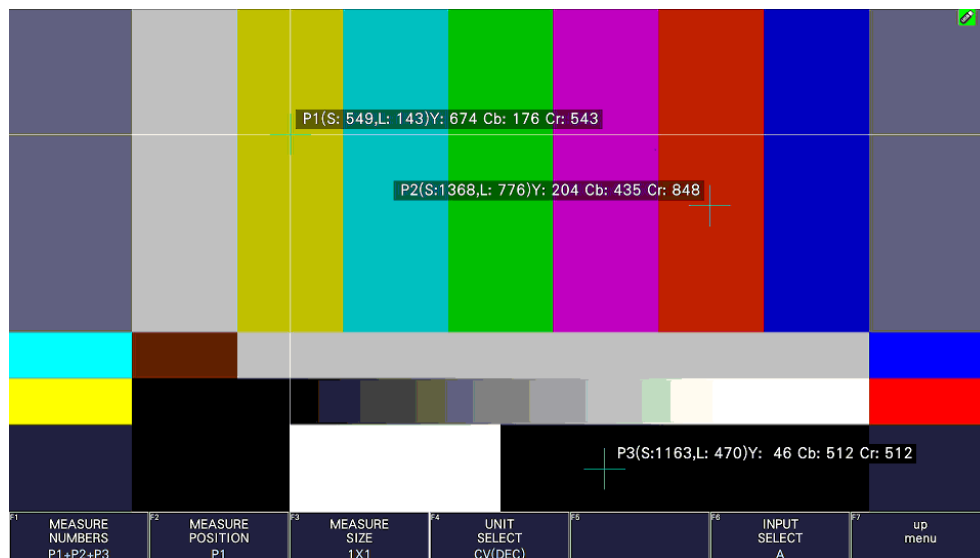 P1(S: 549,L: 143)Y: 674 Cb: 176 Cr: 543
P2(S:1368,L: 776)Y: 204 Cb: 435 Cr: 848
P3(S:1163,L: 470)Y: 46 Cb: 512 Cr: 512
F1 MEASURE NUMBERS P1+P2+P3
F2 MEASURE POSITION P1
F3 MEASURE SIZE 1X1
F4 UNIT SELECT CV(DEC)
F5
F6 INPUT SELECT A
F7 up menu